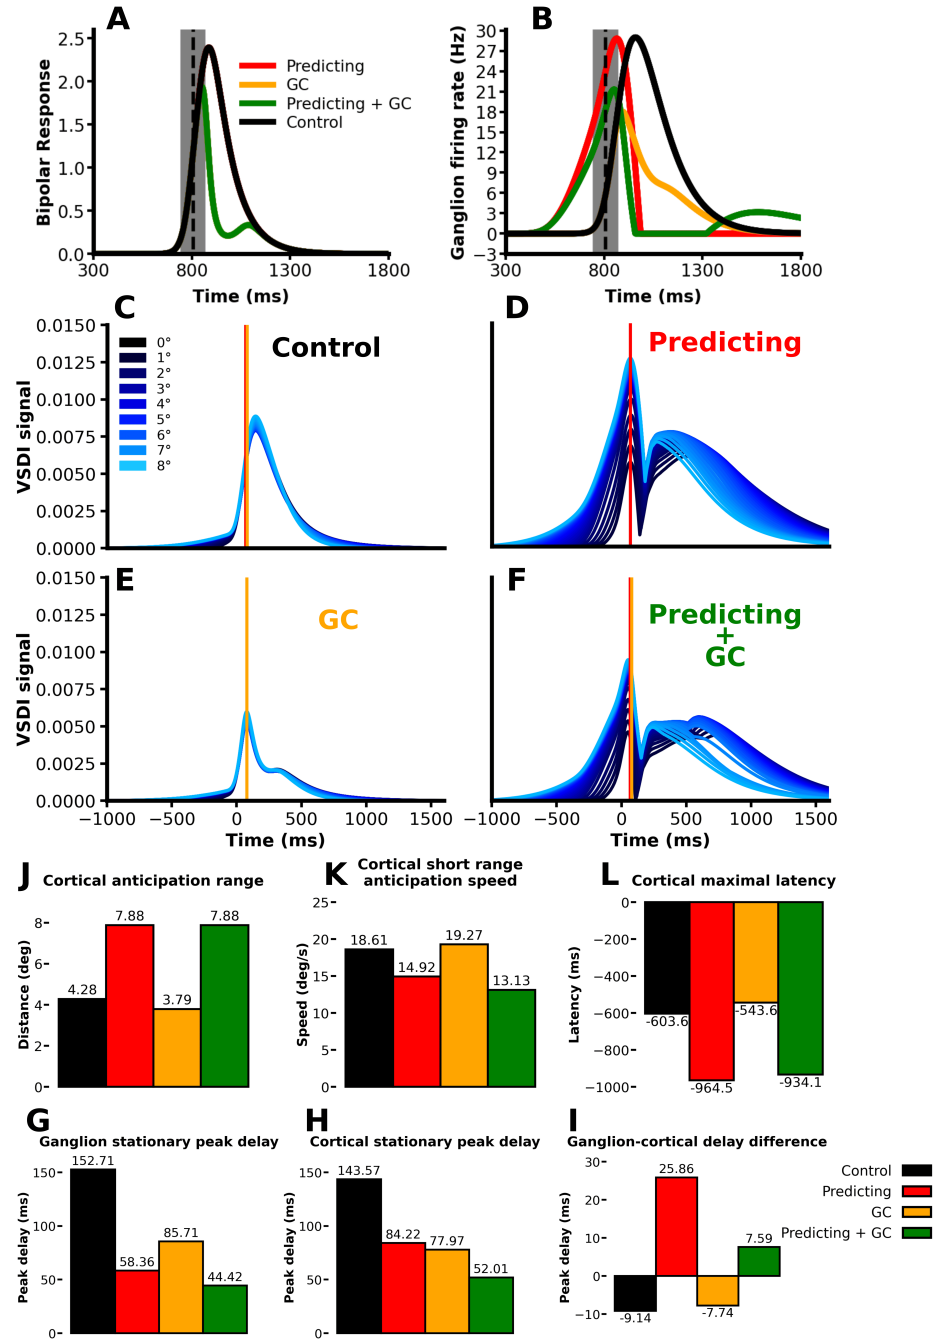 A
Bipolar Response
2.5
2.0
1.5
1.0
0.5
0.0
300
800
1300
1800
Time (ms)
Predicting
GC
Predicting + GC
Control
B
Ganglion firing rate (Hz)
30
27
24
21
18
15
12
9
6
3
0
−3
300
800
1300
1800
Time (ms)
C
VSDI signal
0.0150
0.0125
0.0100
0.0075
0.0050
0.0025
0.0000
0°
1°
2°
3°
4°
5°
6°
7°
8°
Control
D
Predicting
E
VSDI signal
0.0150
0.0125
0.0100
0.0075
0.0050
0.0025
0.0000
GC
−1000
−500
0
500
1000
1500
Time (ms)
F
Predicting
+
GC
−1000
−500
0
500
1000
1500
Time (ms)
J
Cortical anticipation range
Distance (deg)
8
6
4
2
0
4.28
7.88
3.79
7.88
K
Cortical short range
anticipation speed
Speed (deg/s)
25
20
15
10
5
0
18.61
14.92
19.27
13.13
L
Cortical maximal latency
Latency (ms)
0
−200
−400
−600
−800
−1000
-603.6
-964.5
-543.6
-934.1
G
Ganglion stationary peak delay
Peak delay (ms)
150
100
50
0
152.71
58.36
85.71
44.42
H
Cortical stationary peak delay
Peak delay (ms)
150
100
50
0
143.57
84.22
77.97
52.01
I
Ganglion-cortical delay difference
Peak delay (ms)
30
20
10
0
−10
-9.14
25.86
-7.74
7.59
Control
Predicting
GC
Predicting + GC